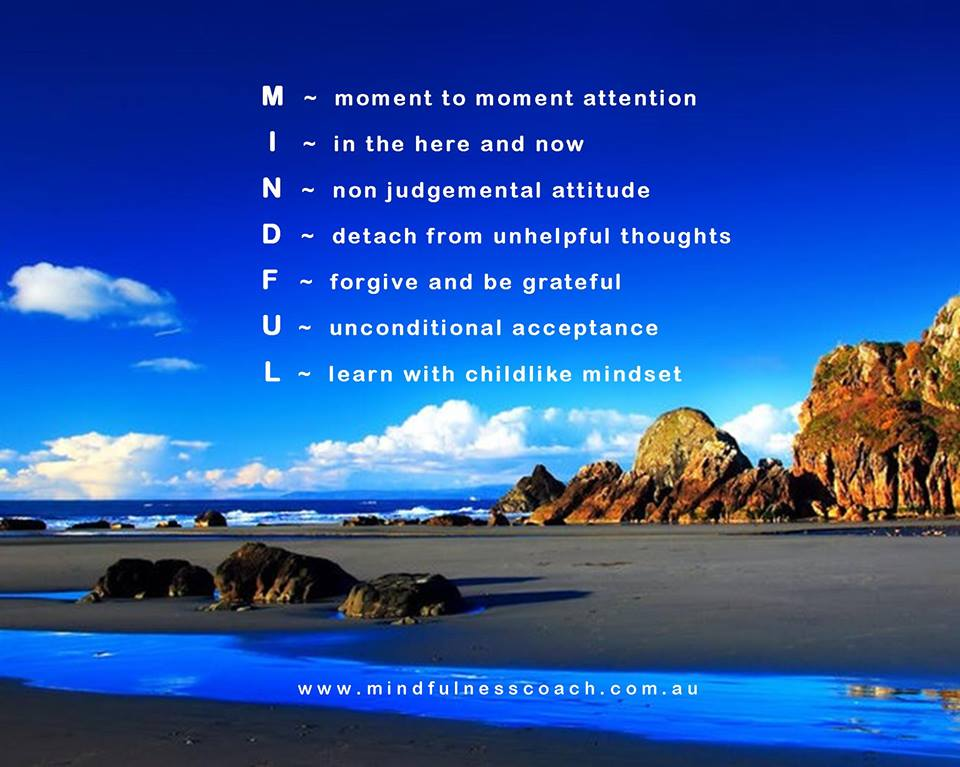 M ~ moment to moment attention
I ~ in the here and now
N ~ non judgemental attitude
D ~ detach from unhelpful thoughts
F ~ forgive and be grateful
U ~ unconditional acceptance
L ~ learn with childlike mindset
www.mindfulnesscoach.com.au